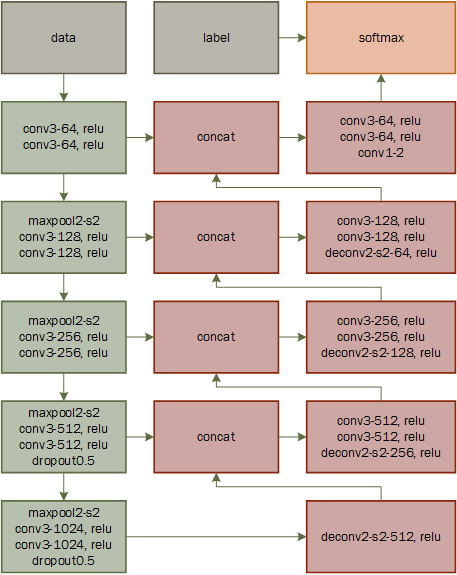 data
label
softmax
conv3-64, relu
conv3-64, relu
concat
conv3-64, relu
conv3-64, relu
conv1-2
maxpool2-s2
conv3-128, relu
conv3-128, relu
concat
conv3-128, relu
conv3-128, relu
deconv2-s2-64, relu
maxpool2-s2
conv3-256, relu
conv3-256, relu
concat
conv3-256, relu
conv3-256, relu
deconv2-s2-128, relu
maxpool2-s2
conv3-512, relu
conv3-512, relu
dropout0.5
concat
conv3-512, relu
conv3-512, relu
deconv2-s2-256, relu
maxpool2-s2
conv3-1024, relu
conv3-1024, relu
dropout0.5
deconv2-s2-512, relu